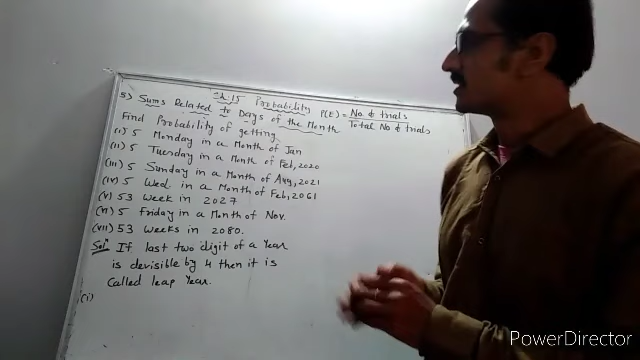 Ch:15 Probability
5) Sums Related to Days of the Month
P(E) = No. of trials
Total No of trials
Find Probability of getting
(i) 5 Monday in a Month of Jan
(ii) 5 Tuesday in a Month of Feb, 2020
(iii) 5 Sunday in a Month of Aug, 2021
(iv) 5 Wed in a Month of Feb, 2061
(v) 53 week in 2027
(vi) 5 Friday in a Month of Nov.
(vii) 53 weeks in 2080.
Solⁿ If last two digit of a Year
is devisible by 4 then it is
Called leap Year.
(i)
PowerDirector